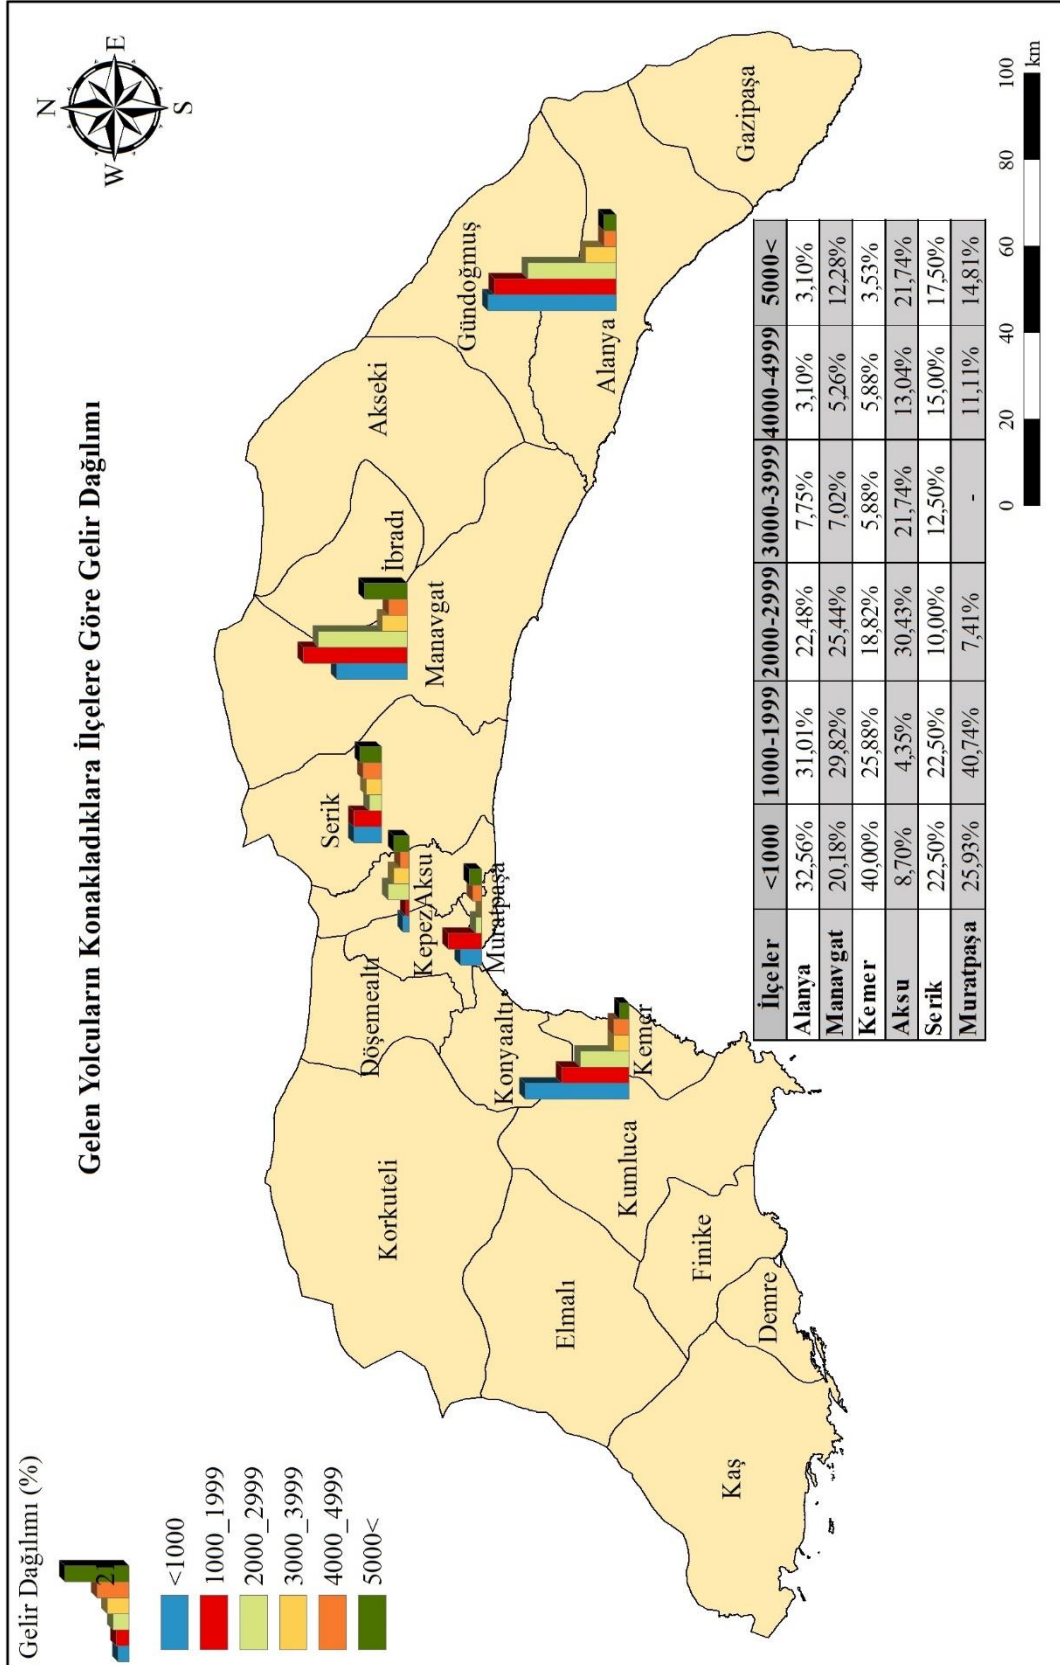 Gelen Yolcuların Konakladıklara İlçelere Göre Gelir Dağılımı
N
W E
S
Gelir Dağılımı (%)
21
<1000
1000_1999
2000_2999
3000_3999
4000_4999
5000<
Korkuteli
Elmalı
Kaş
Demre
Finike
Kumluca
Kemer
Konyaaltı
Döşemealtı
Kepez
Aksu
Muratpaşa
Serik
Manavgat
İbradı
Akseki
Gündoğmuş
Alanya
Gazipaşa
İlçeler <1000 1000-1999 2000-2999 3000-3999 4000-4999 5000<
Alanya 32,56% 31,01% 22,48% 7,75% 3,10% 3,10%
Manavgat 20,18% 29,82% 25,44% 7,02% 5,26% 12,28%
Kemer 40,00% 25,88% 18,82% 5,88% 5,88% 3,53%
Aksu 8,70% 4,35% 30,43% 21,74% 13,04% 21,74%
Serik 22,50% 22,50% 10,00% 12,50% 15,00% 17,50%
Muratpaşa 25,93% 40,74% 7,41% - 11,11% 14,81%
0 20 40 60 80 100
km